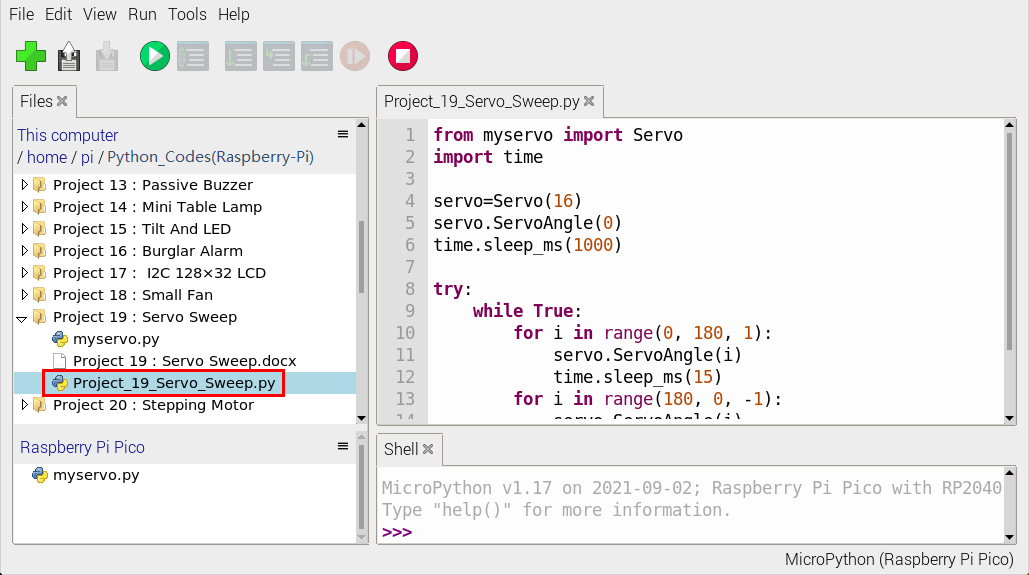 File Edit View Run Tools Help
Files
This computer
/ home / pi / Python_Codes(Raspberry-Pi)
Project 13 : Passive Buzzer
Project 14 : Mini Table Lamp
Project 15 : Tilt And LED
Project 16 : Burglar Alarm
Project 17 :  I2C 128×32 LCD
Project 18 : Small Fan
Project 19 : Servo Sweep
myservo.py
Project 19 : Servo Sweep.docx
Project_19_Servo_Sweep.py
Project 20 : Stepping Motor
Raspberry Pi Pico
myservo.py
Project_19_Servo_Sweep.py
1 from myservo import Servo
2 import time
3
4 servo=Servo(16)
5 servo.ServoAngle(0)
6 time.sleep_ms(1000)
7
8 try:
9     while True:
10         for i in range(0, 180, 1):
11             servo.ServoAngle(i)
12             time.sleep_ms(15)
13         for i in range(180, 0, -1):
14             servo.ServoAngle(i)
Shell
MicroPython v1.17 on 2021-09-02; Raspberry Pi Pico with RP2040
Type "help()" for more information.
>>>
MicroPython (Raspberry Pi Pico)